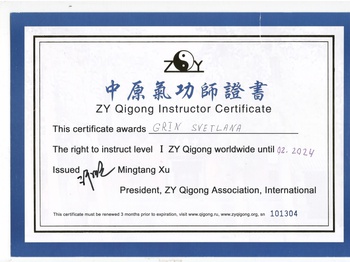 ZY
中原氣功師證書
ZY Qigong Instructor Certificate
This certificate awards GRIN SVETLANA
The right to instruct level I ZY Qigong worldwide until 02.2024
Issued Mingtang Xu
President, ZY Qigong Association, International
This certificate must be renewed 3 months prior to expiration, visit www.qigong.ru, www.zyqigong.org, sn 101304